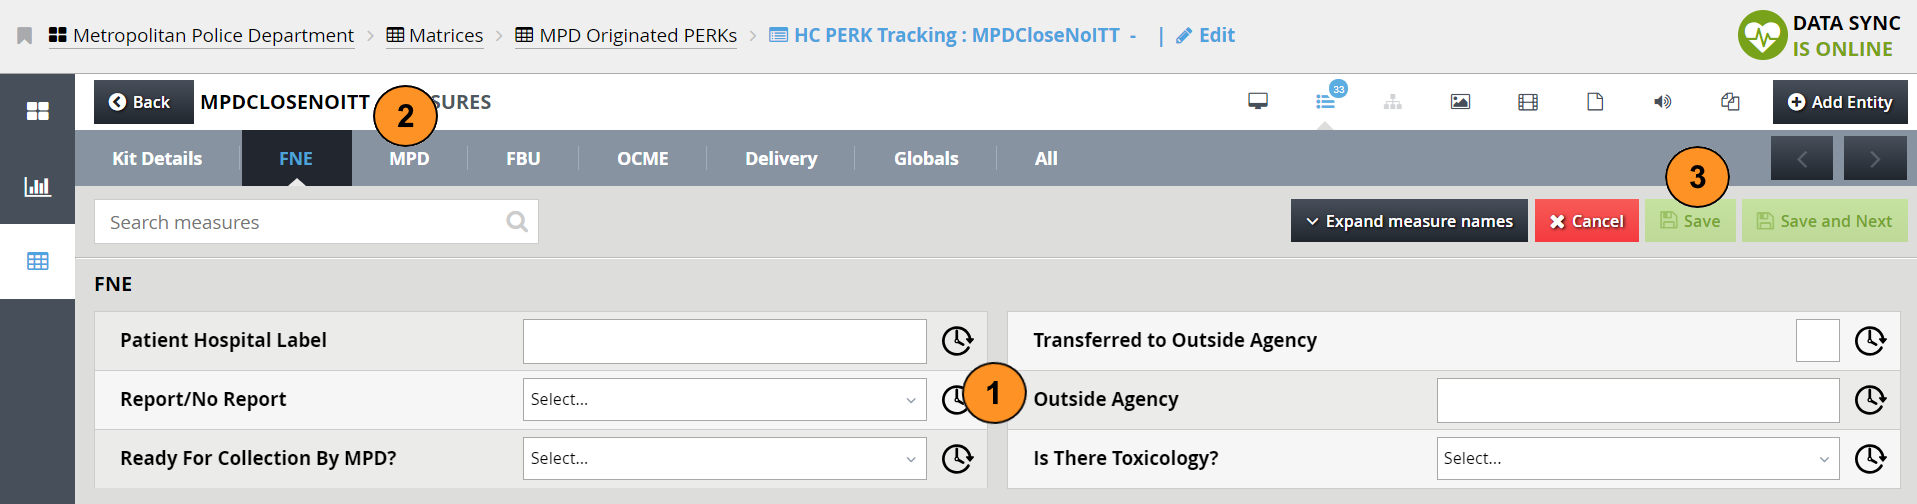 Metropolitan Police Department > Matrices > MPD Originated PERKs > HC PERK Tracking : MPDCloseNoITT - | Edit
DATA SYNC
IS ONLINE
Back MPDCLOSENOITT SURES 33 Add Entity
2
Kit Details FNE MPD FBU OCME Delivery Globals All
3
Search measures Expand measure names Cancel Save Save and Next
FNE
Patient Hospital Label Transferred to Outside Agency
Report/No Report Select... 1 Outside Agency
Ready For Collection By MPD? Select... Is There Toxicology? Select...